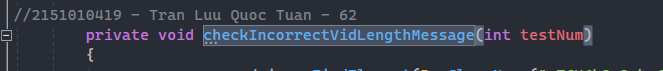 //2151010419 - Tran Luu Quoc Tuan - 62
private void checkIncorrectVidLengthMessage(int testNum)
{